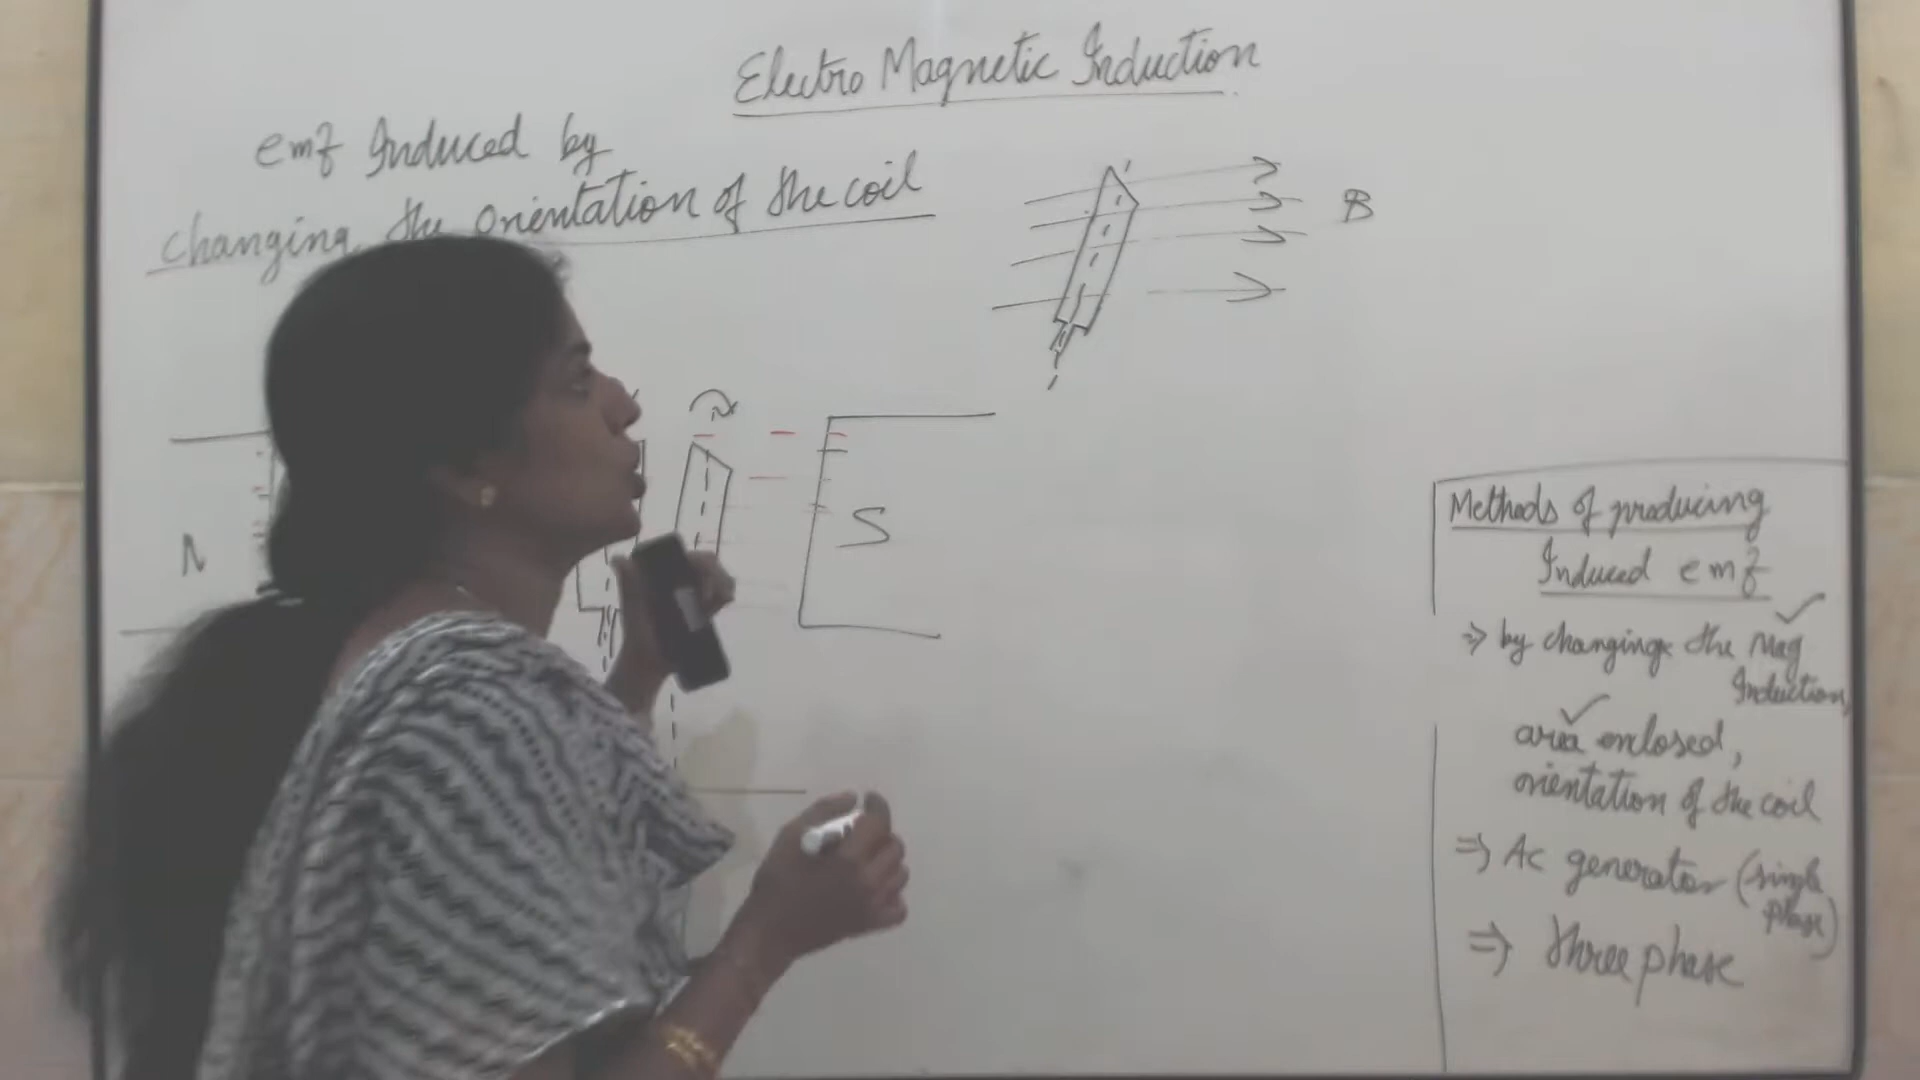 Electro Magnetic Induction
emf Induced by
changing the orientation of the coil
B
N
S
Methods of producing
Induced emf
⇒ by changing the Mag
Induction,
area enclosed,
orientation of the coil
⇒ AC generator (single
phase)
⇒ three phase